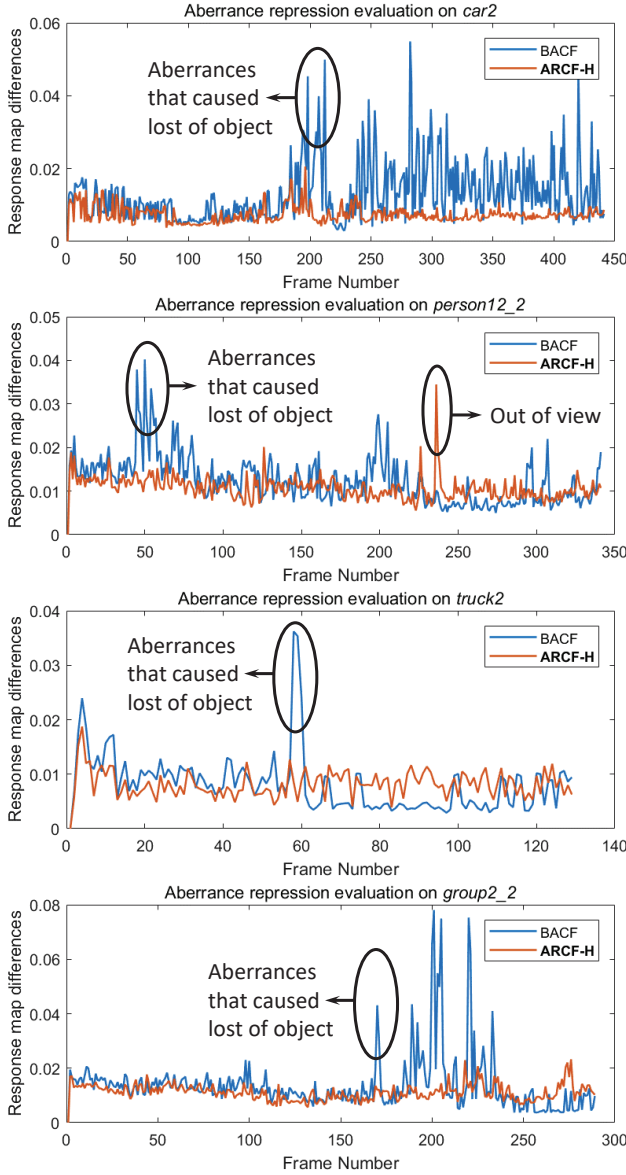 Aberrance repression evaluation on car2
0.06
0.04
0.02
0
Response map differences
BACF
ARCF-H
Aberrances
that caused
lost of object
0 50 100 150 200 250 300 350 400 450
Frame Number
Aberrance repression evaluation on person12_2
0.05
0.04
0.03
0.02
0.01
0
Response map differences
BACF
ARCF-H
Aberrances
that caused
lost of object
Out of view
0 50 100 150 200 250 300 350
Frame Number
Aberrance repression evaluation on truck2
0.04
0.03
0.02
0.01
0
Response map differences
BACF
ARCF-H
Aberrances
that caused
lost of object
0 20 40 60 80 100 120 140
Frame Number
Aberrance repression evaluation on group2_2
0.08
0.06
0.04
0.02
0
Response map differences
BACF
ARCF-H
Aberrances
that caused
lost of object
0 50 100 150 200 250 300
Frame Number